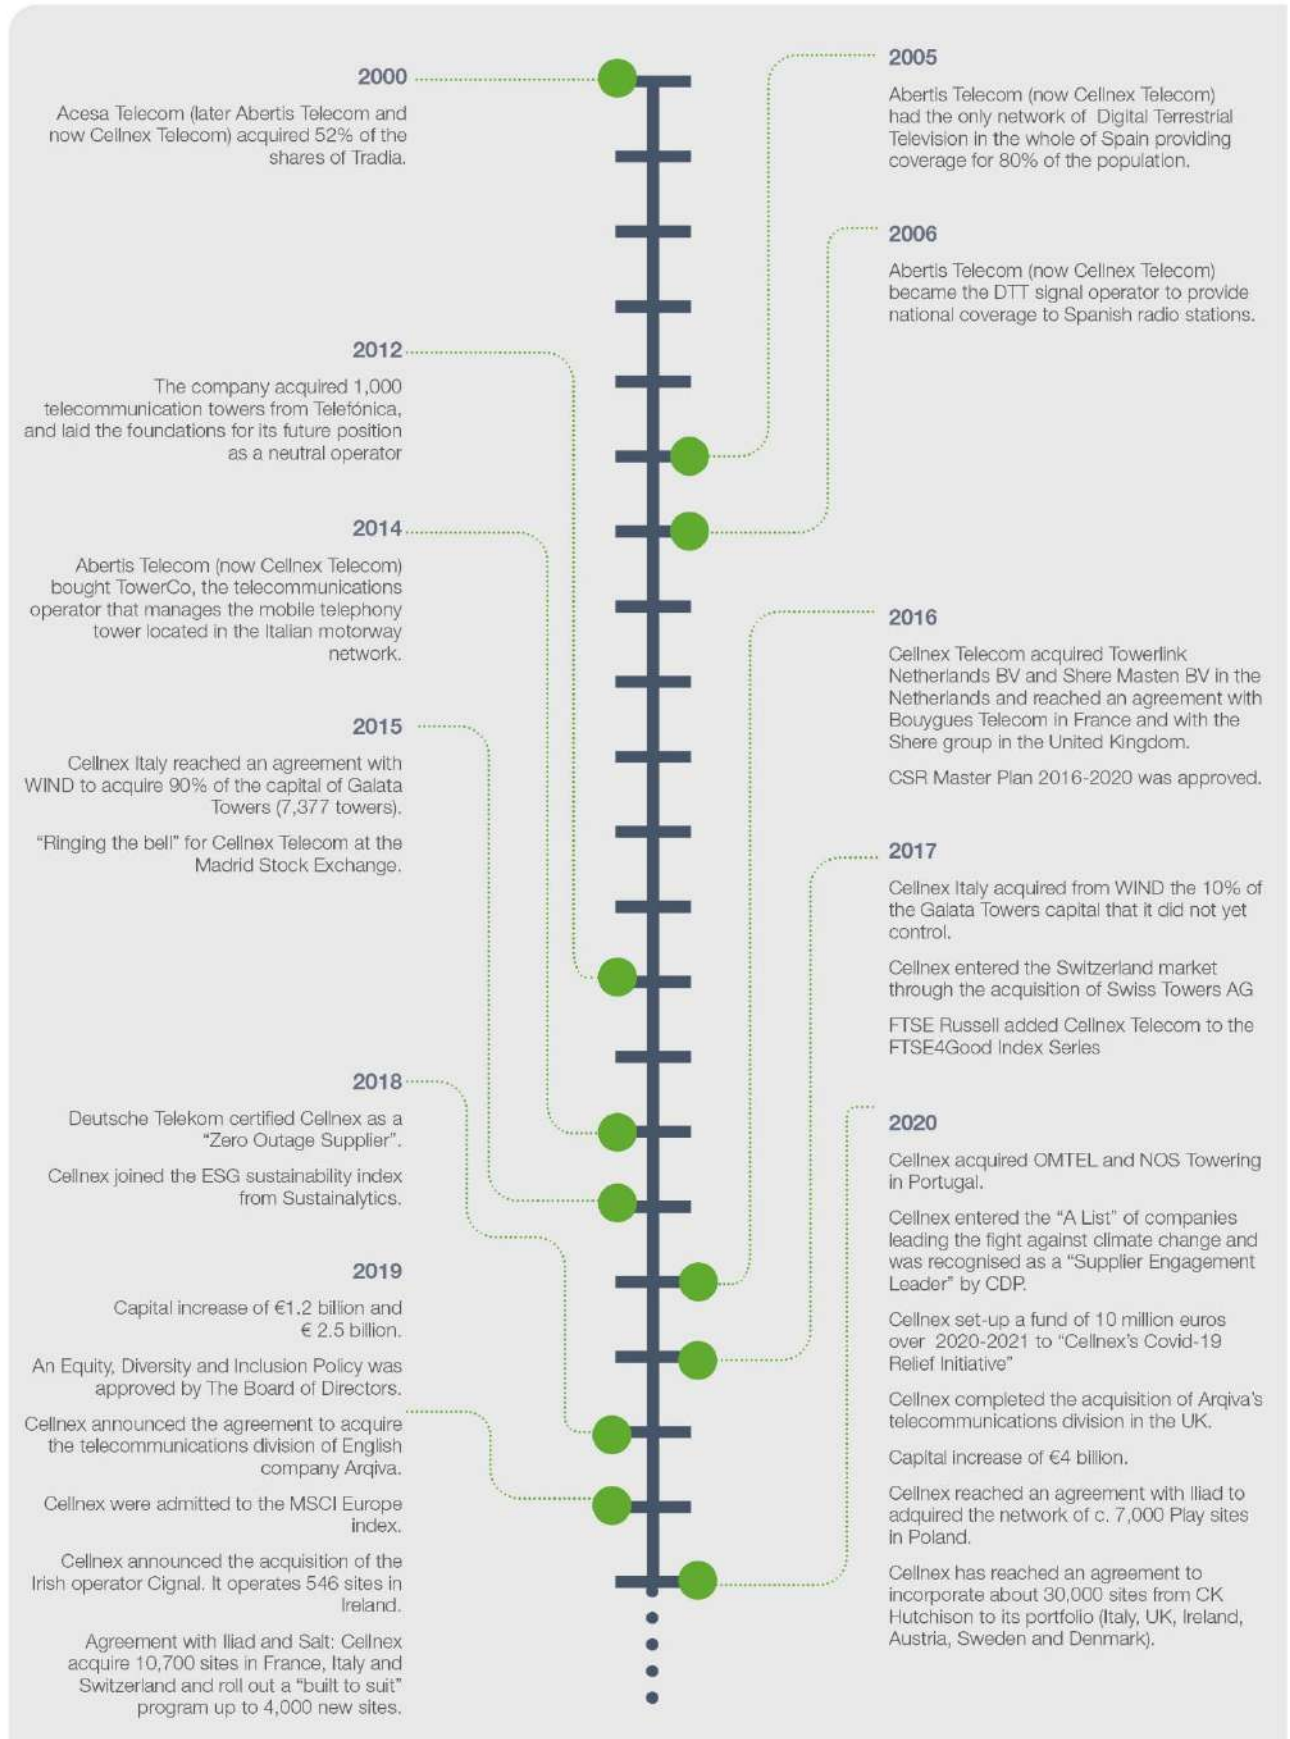 2000
Acesa Telecom (later Abertis Telecom and
now Cellnex Telecom) acquired 52% of the
shares of Tradia.
2005
Abertis Telecom (now Cellnex Telecom)
had the only network of Digital Terrestrial
Television in the whole of Spain providing
coverage for 80% of the population.
2006
Abertis Telecom (now Cellnex Telecom)
became the DTT signal operator to provide
national coverage to Spanish radio stations.
2012
The company acquired 1,000
telecommunication towers from Telefónica,
and laid the foundations for its future position
as a neutral operator
2014
Abertis Telecom (now Cellnex Telecom)
bought TowerCo, the telecommunications
operator that manages the mobile telephony
tower located in the Italian motorway
network.
2015
Cellnex Italy reached an agreement with
WIND to acquire 90% of the capital of Galata
Towers (7,377 towers).
“Ringing the bell” for Cellnex Telecom at the
Madrid Stock Exchange.
2016
Cellnex Telecom acquired Towerlink
Netherlands BV and Shere Masten BV in the
Netherlands and reached an agreement with
Bouygues Telecom in France and with the
Shere group in the United Kingdom.
CSR Master Plan 2016-2020 was approved.
2017
Cellnex Italy acquired from WIND the 10% of
the Galata Towers capital that it did not yet
control.
Cellnex entered the Switzerland market
through the acquisition of Swiss Towers AG
FTSE Russell added Cellnex Telecom to the
FTSE4Good Index Series
2018
Deutsche Telekom certified Cellnex as a
“Zero Outage Supplier”.
Cellnex joined the ESG sustainability index
from Sustainalytics.
2019
Capital increase of €1.2 billion and
€ 2.5 billion.
An Equity, Diversity and Inclusion Policy was
approved by The Board of Directors.
Cellnex announced the agreement to acquire
the telecommunications division of English
company Arqiva.
Cellnex were admitted to the MSCI Europe
index.
Cellnex announced the acquisition of the
Irish operator Cignal. It operates 546 sites in
Ireland.
Agreement with Iliad and Salt: Cellnex
acquire 10,700 sites in France, Italy and
Switzerland and roll out a “built to suit”
program up to 4,000 new sites.
2020
Cellnex acquired OMTEL and NOS Towering
in Portugal.
Cellnex entered the “A List” of companies
leading the fight against climate change and
was recognised as a “Supplier Engagement
Leader” by CDP.
Cellnex set-up a fund of 10 million euros
over 2020-2021 to “Cellnex’s Covid-19
Relief Initiative”
Cellnex completed the acquisition of Arqiva’s
telecommunications division in the UK.
Capital increase of €4 billion.
Cellnex reached an agreement with Iliad to
adquired the network of c. 7,000 Play sites
in Poland.
Cellnex has reached an agreement to
incorporate about 30,000 sites from CK
Hutchison to its portfolio (Italy, UK, Ireland,
Austria, Sweden and Denmark).